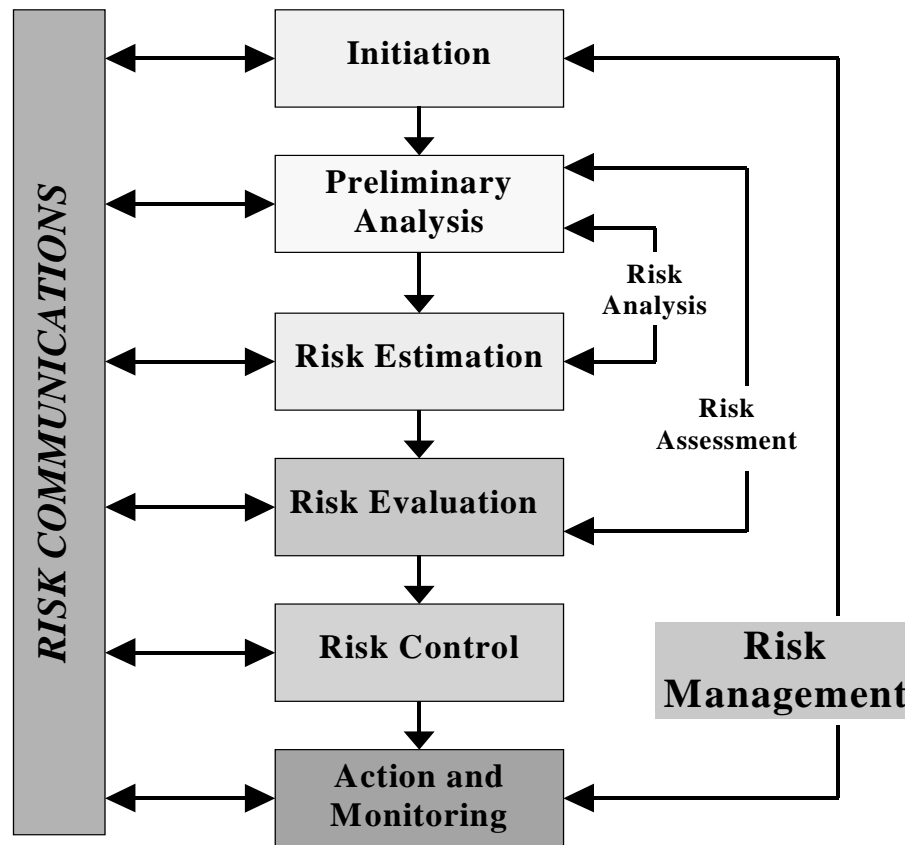 RISK COMMUNICATIONS
Initiation
Preliminary
Analysis
Risk
Analysis
Risk Estimation
Risk
Assessment
Risk Evaluation
Risk Control
Risk
Management
Action and
Monitoring